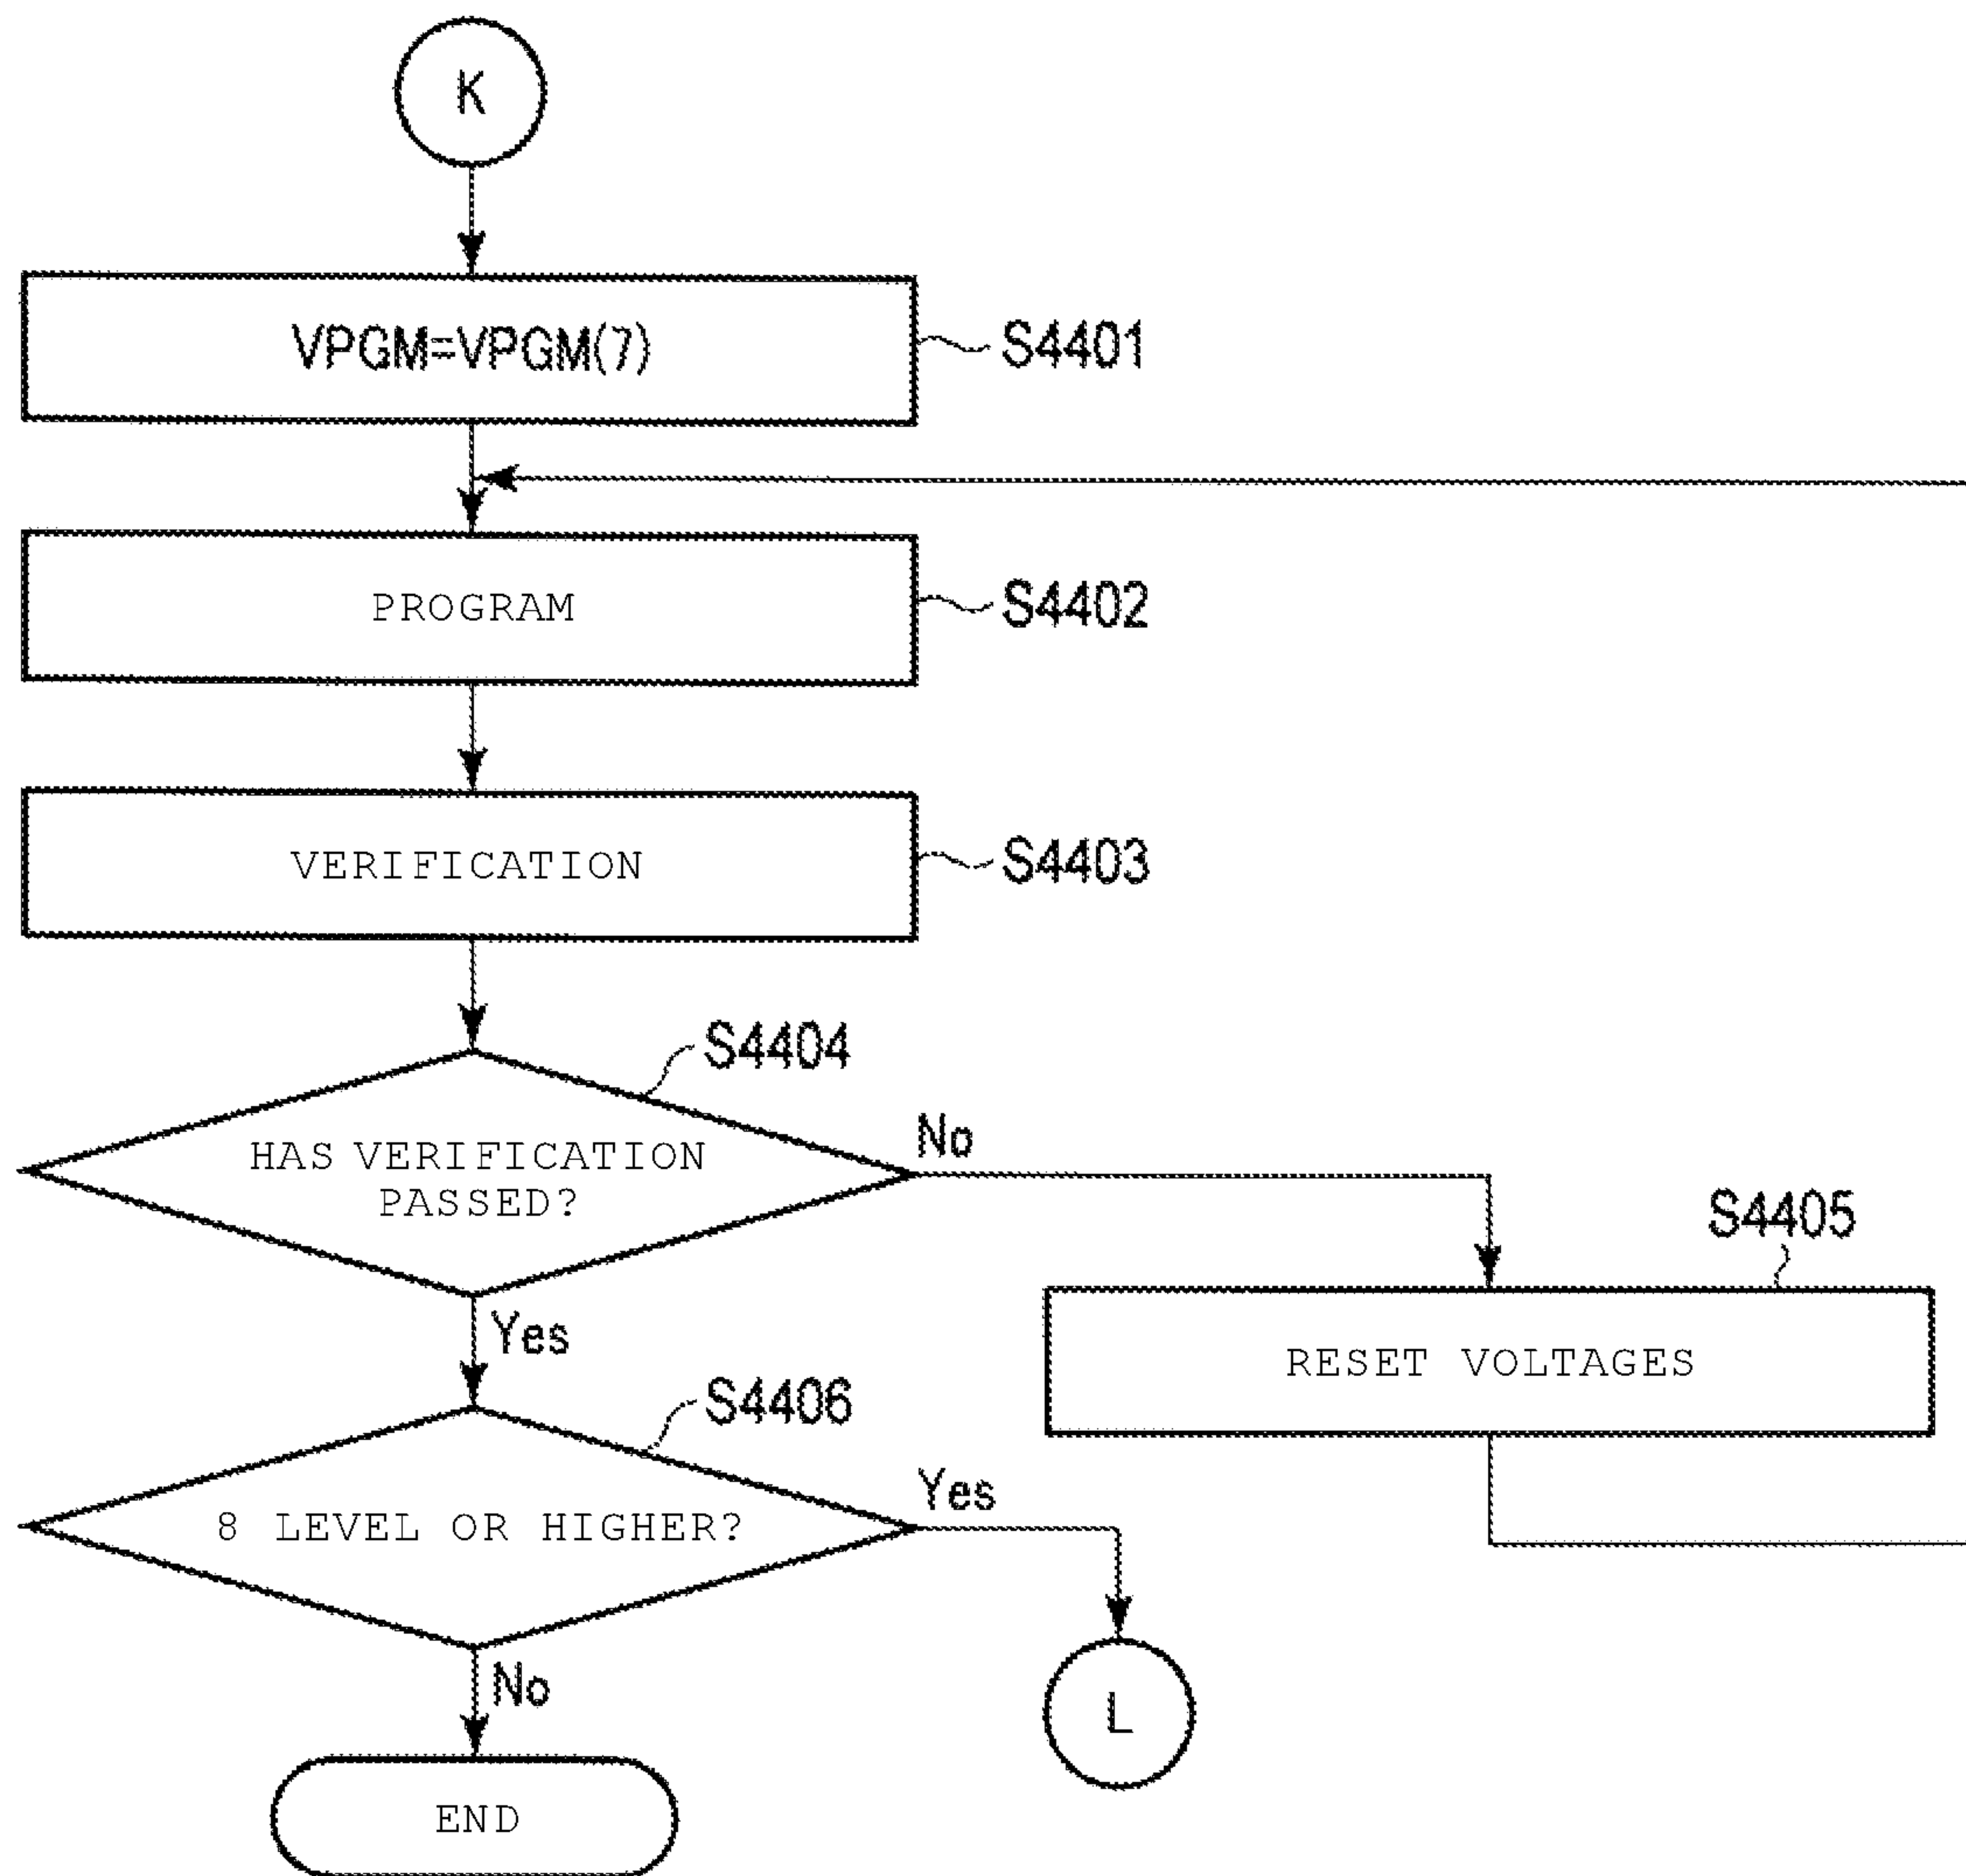 K
VPGM=VPGM(7)
S4401
PROGRAM
S4402
VERIFICATION
S4403
S4404
HAS VERIFICATION
PASSED?
No
S4405
RESET VOLTAGES
Yes
S4406
8 LEVEL OR HIGHER?
Yes
L
No
END